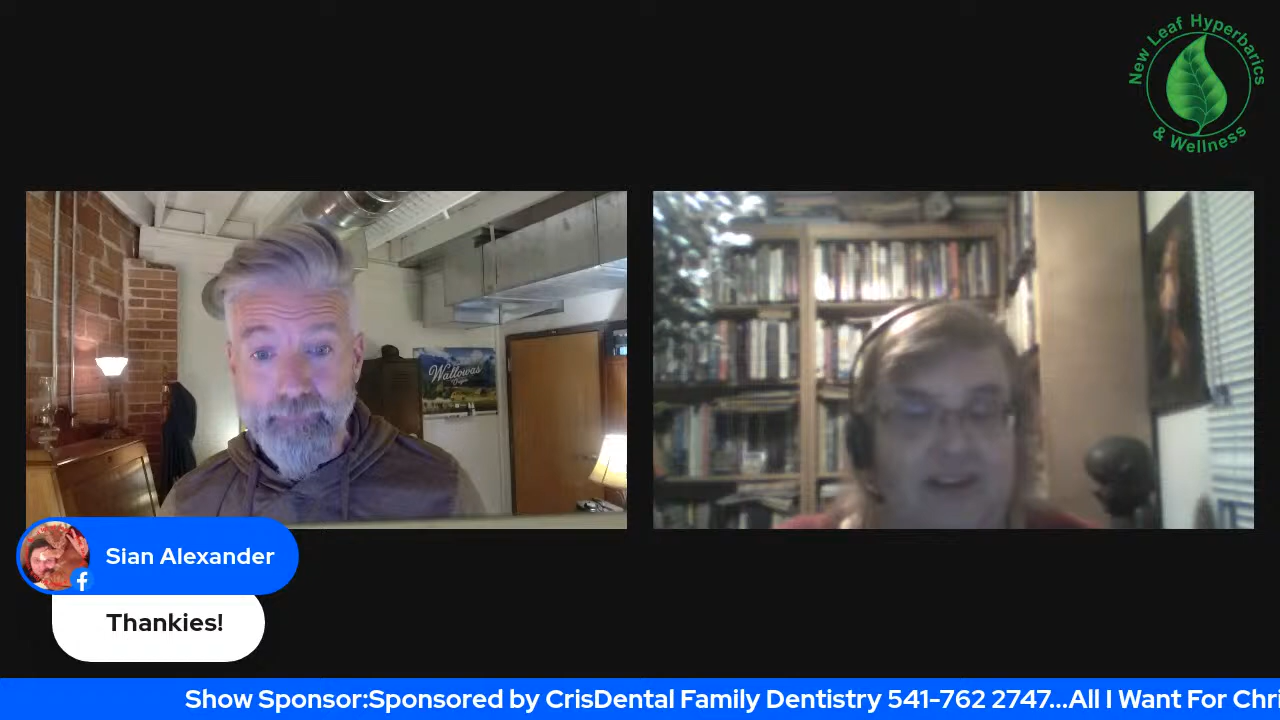 New Leaf Hyperbarics
& Wellness
Wallowas
Sian Alexander
Thankies!
Show Sponsor:Sponsored by CrisDental Family Dentistry 541-762 2747...All I Want For Chri